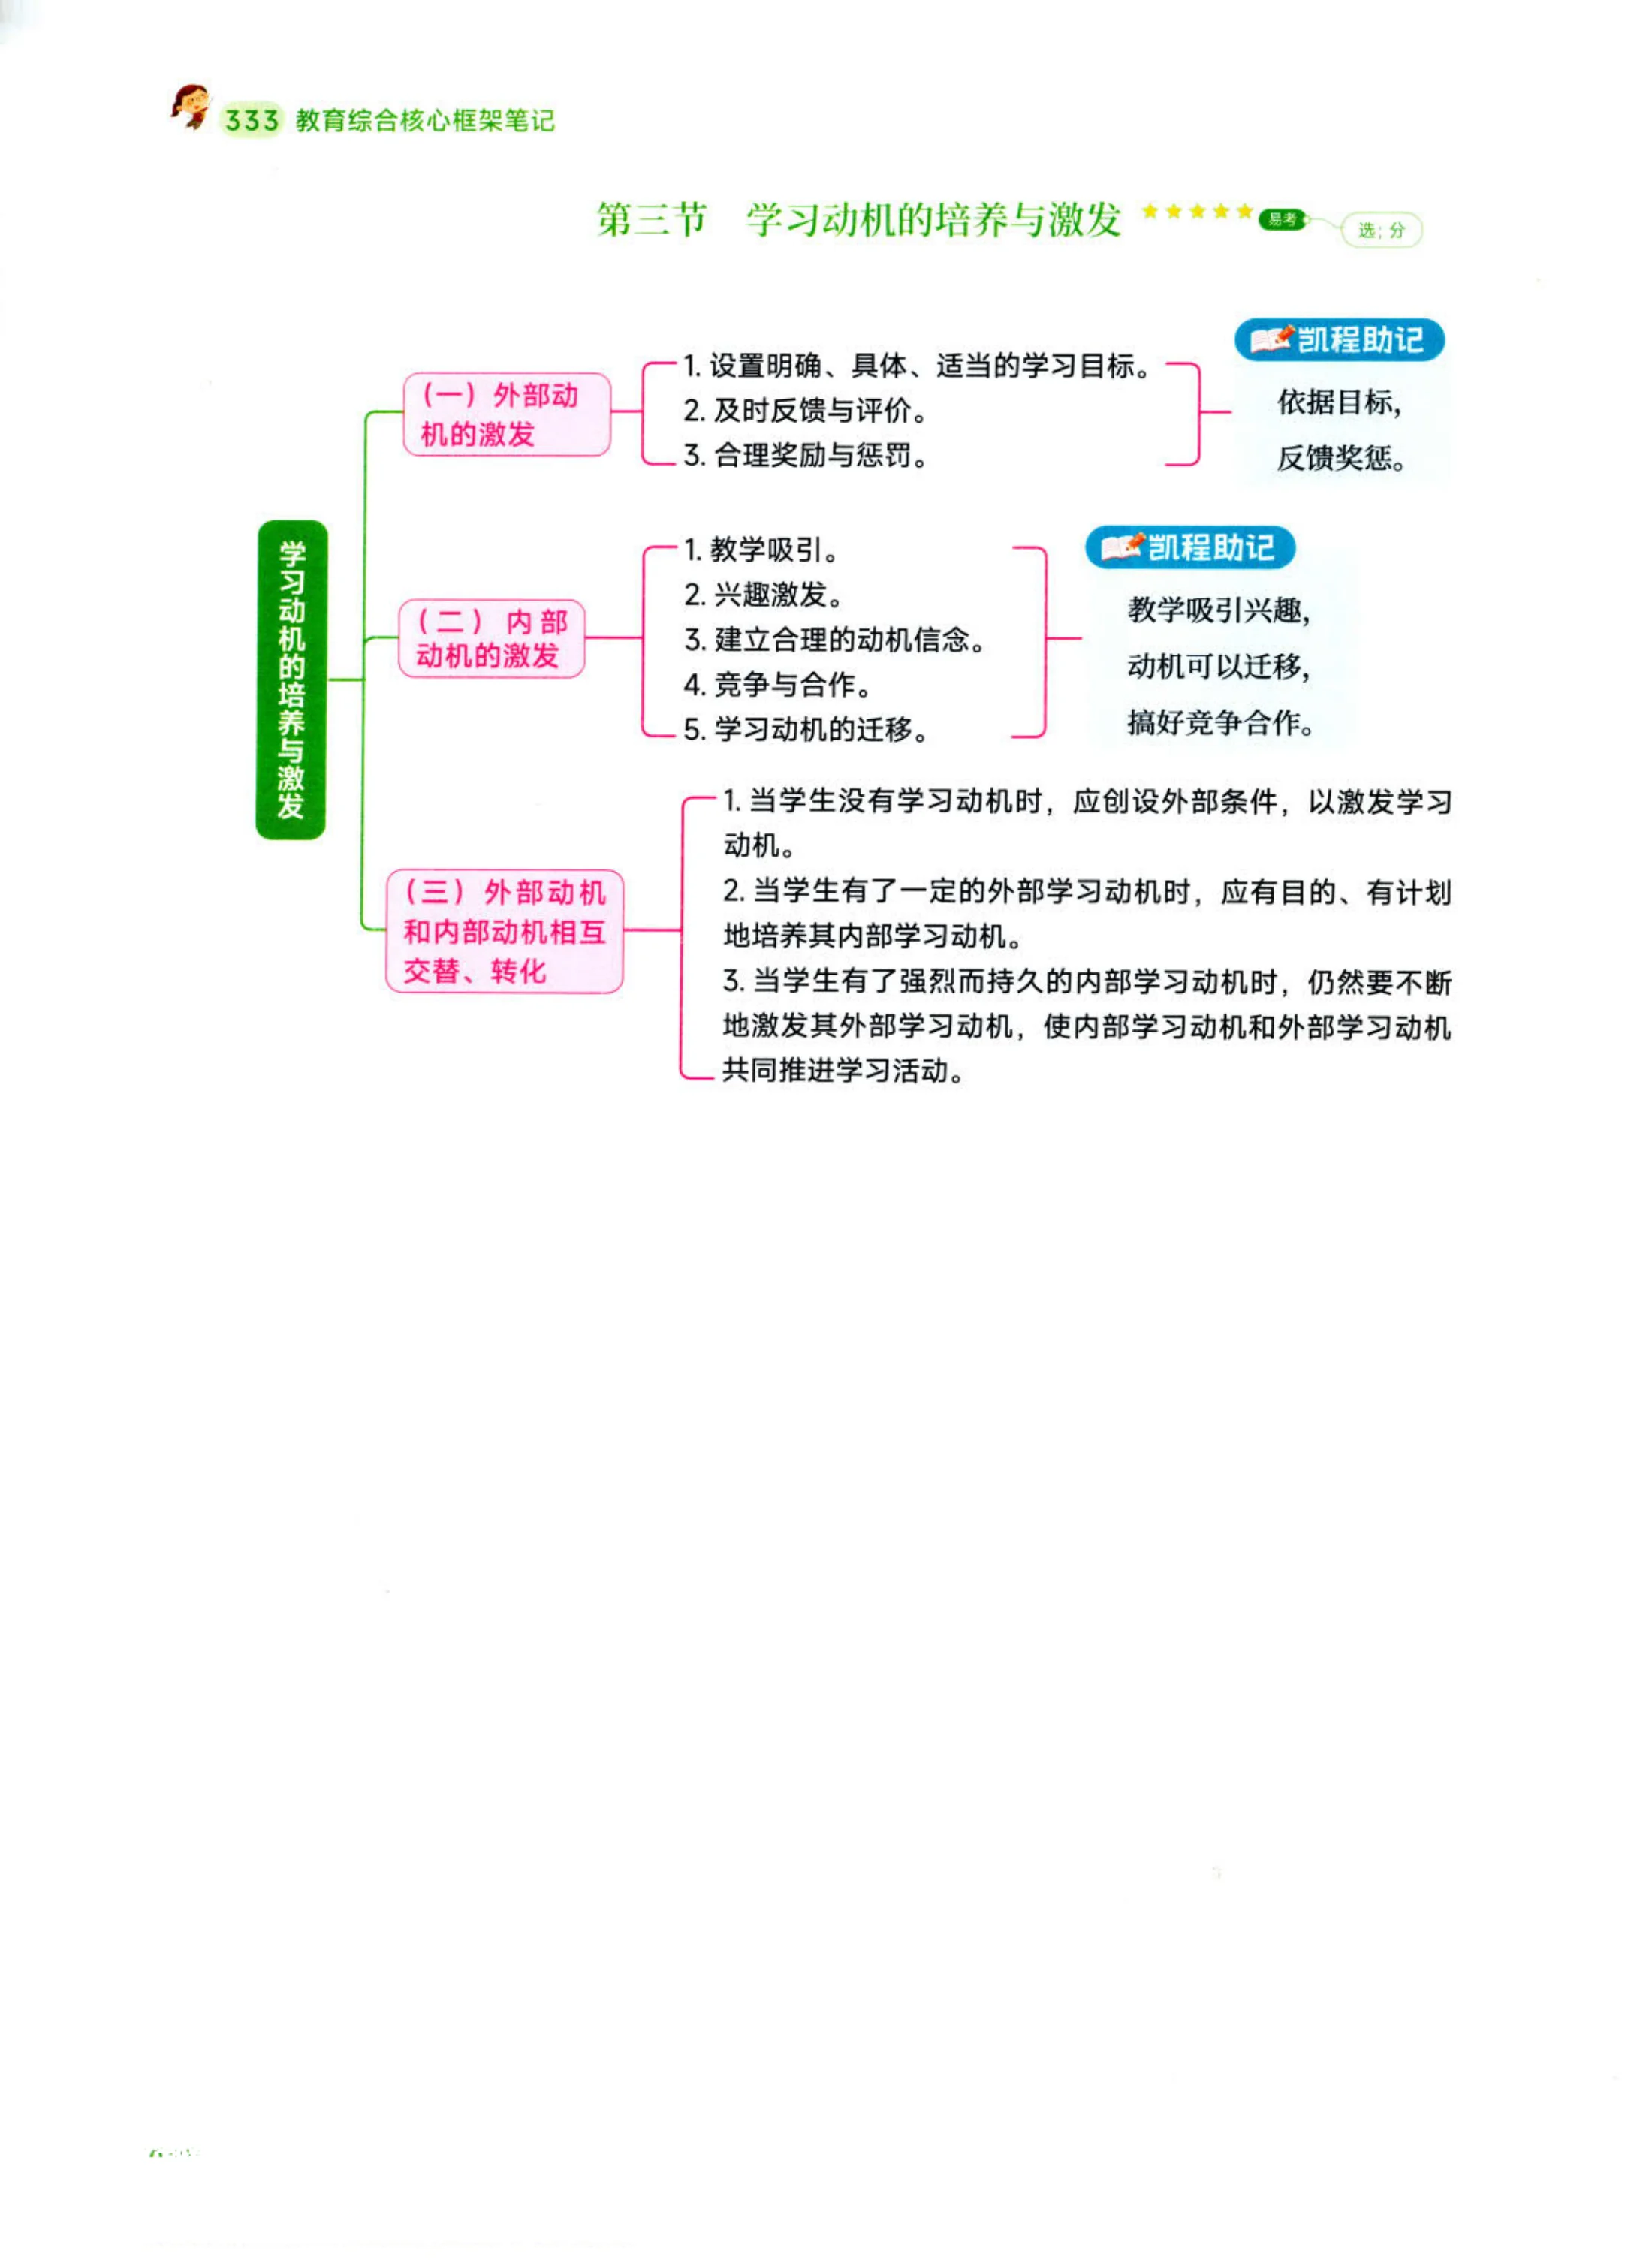 333 教育综合核心框架笔记
第三节 学习动机的培养与激发
易考
选；分
学习动机的培养与激发
（一）外部动
机的激发
1. 设置明确、具体、适当的学习目标。
2. 及时反馈与评价。
3. 合理奖励与惩罚。
凯程助记
依据目标，
反馈奖惩。
（二）内部
动机的激发
1. 教学吸引。
2. 兴趣激发。
3. 建立合理的动机信念。
4. 竞争与合作。
5. 学习动机的迁移。
凯程助记
教学吸引兴趣，
动机可以迁移，
搞好竞争合作。
（三）外部动机
和内部动机相互
交替、转化
1. 当学生没有学习动机时，应创设外部条件，以激发学习
动机。
2. 当学生有了一定的外部学习动机时，应有目的、有计划
地培养其内部学习动机。
3. 当学生有了强烈而持久的内部学习动机时，仍然要不断
地激发其外部学习动机，使内部学习动机和外部学习动机
共同推进学习活动。